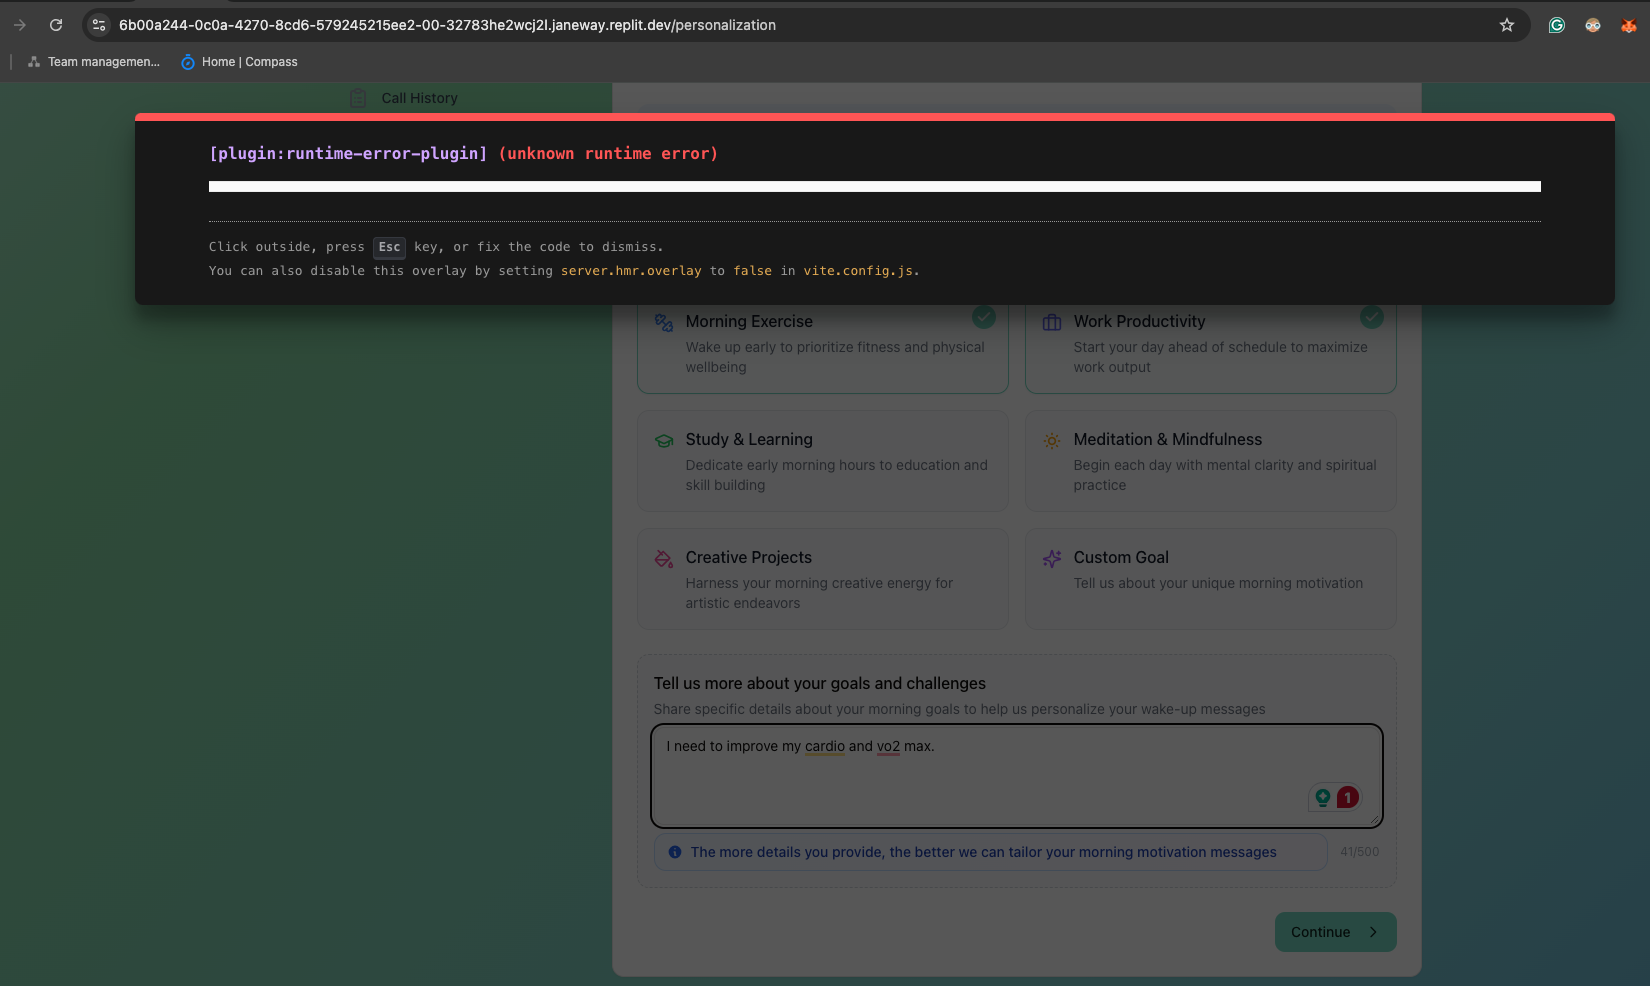 6b00a244-0c0a-4270-8cd6-579245215ee2-00-32783he2wcj2l.janeway.replit.dev/personalization
Team managemen...
Home | Compass
Call History
[plugin:runtime-error-plugin] (unknown runtime error)
Click outside, press Esc key, or fix the code to dismiss.
You can also disable this overlay by setting server.hmr.overlay to false in vite.config.js.
Morning Exercise
Wake up early to prioritize fitness and physical
wellbeing
Work Productivity
Start your day ahead of schedule to maximize
work output
Study & Learning
Dedicate early morning hours to education and
skill building
Meditation & Mindfulness
Begin each day with mental clarity and spiritual
practice
Creative Projects
Harness your morning creative energy for
artistic endeavors
Custom Goal
Tell us about your unique morning motivation
Tell us more about your goals and challenges
Share specific details about your morning goals to help us personalize your wake-up messages
I need to improve my cardio and vo2 max.
1
The more details you provide, the better we can tailor your morning motivation messages
41/500
Continue